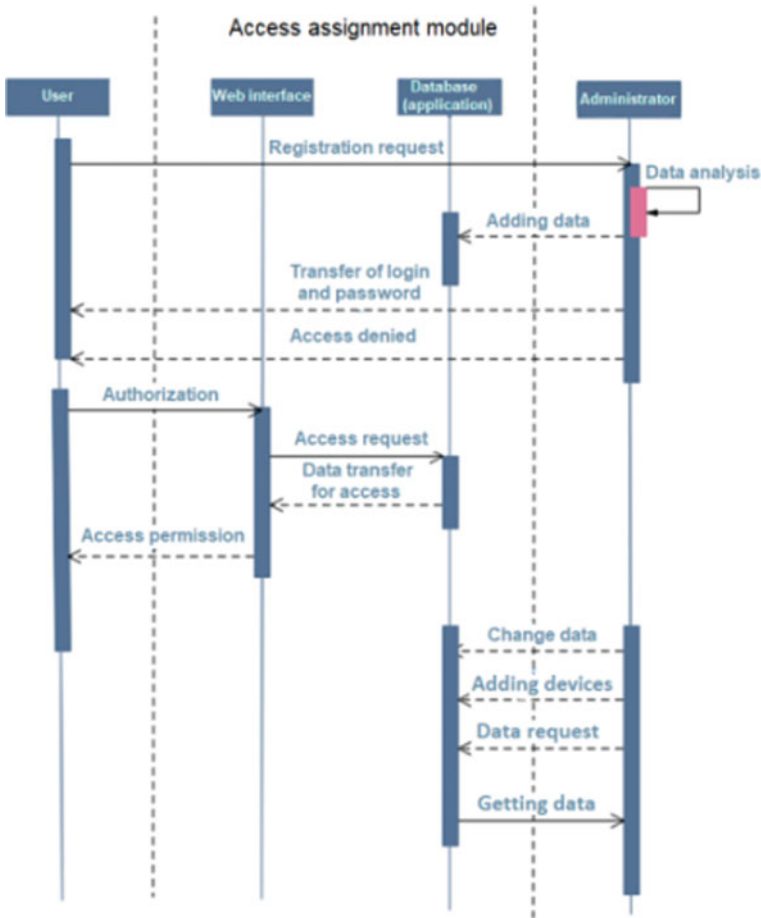 Access assignment module
User
Web interface
Database
(application)
Administrator
Registration request
Data analysis
Adding data
Transfer of login
and password
Access denied
Authorization
Access request
Data transfer
for access
Access permission
Change data
Adding devices
Data request
Getting data